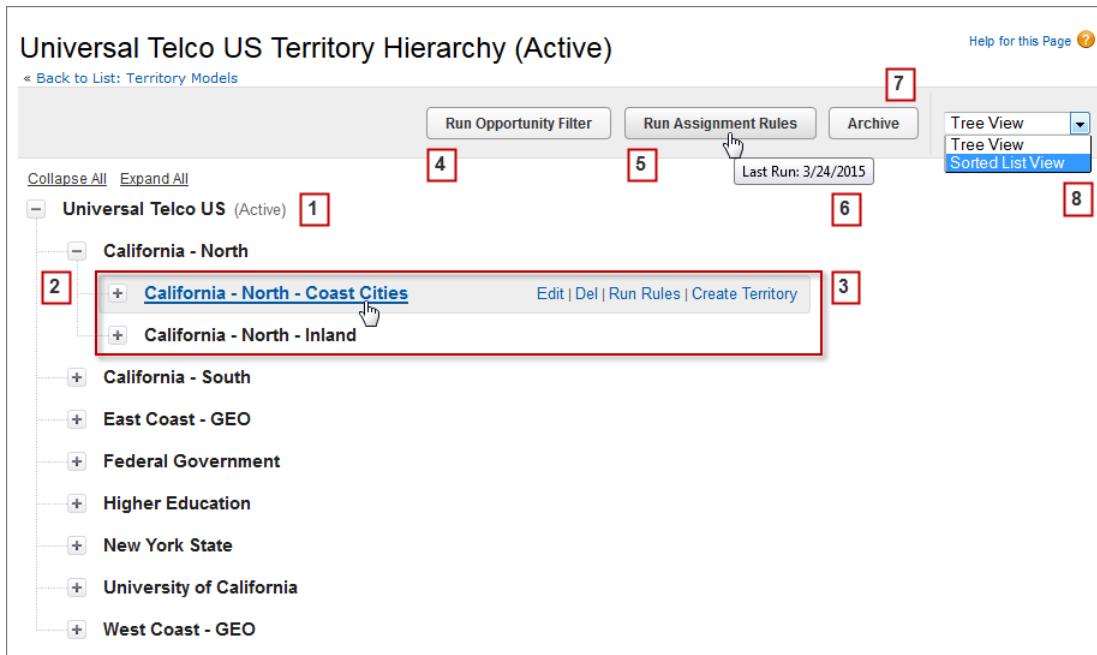 Universal Telco US Territory Hierarchy (Active)
Help for this Page ?
« Back to List: Territory Models
7
Run Opportunity Filter
Run Assignment Rules
Archive
Tree View
Tree View
Sorted List View
4
5
Last Run: 3/24/2015
8
Collapse All Expand All
Universal Telco US (Active)
1
6
California - North
2
California - North - Coast Cities
Edit | Del | Run Rules | Create Territory
3
California - North - Inland
California - South
East Coast - GEO
Federal Government
Higher Education
New York State
University of California
West Coast - GEO